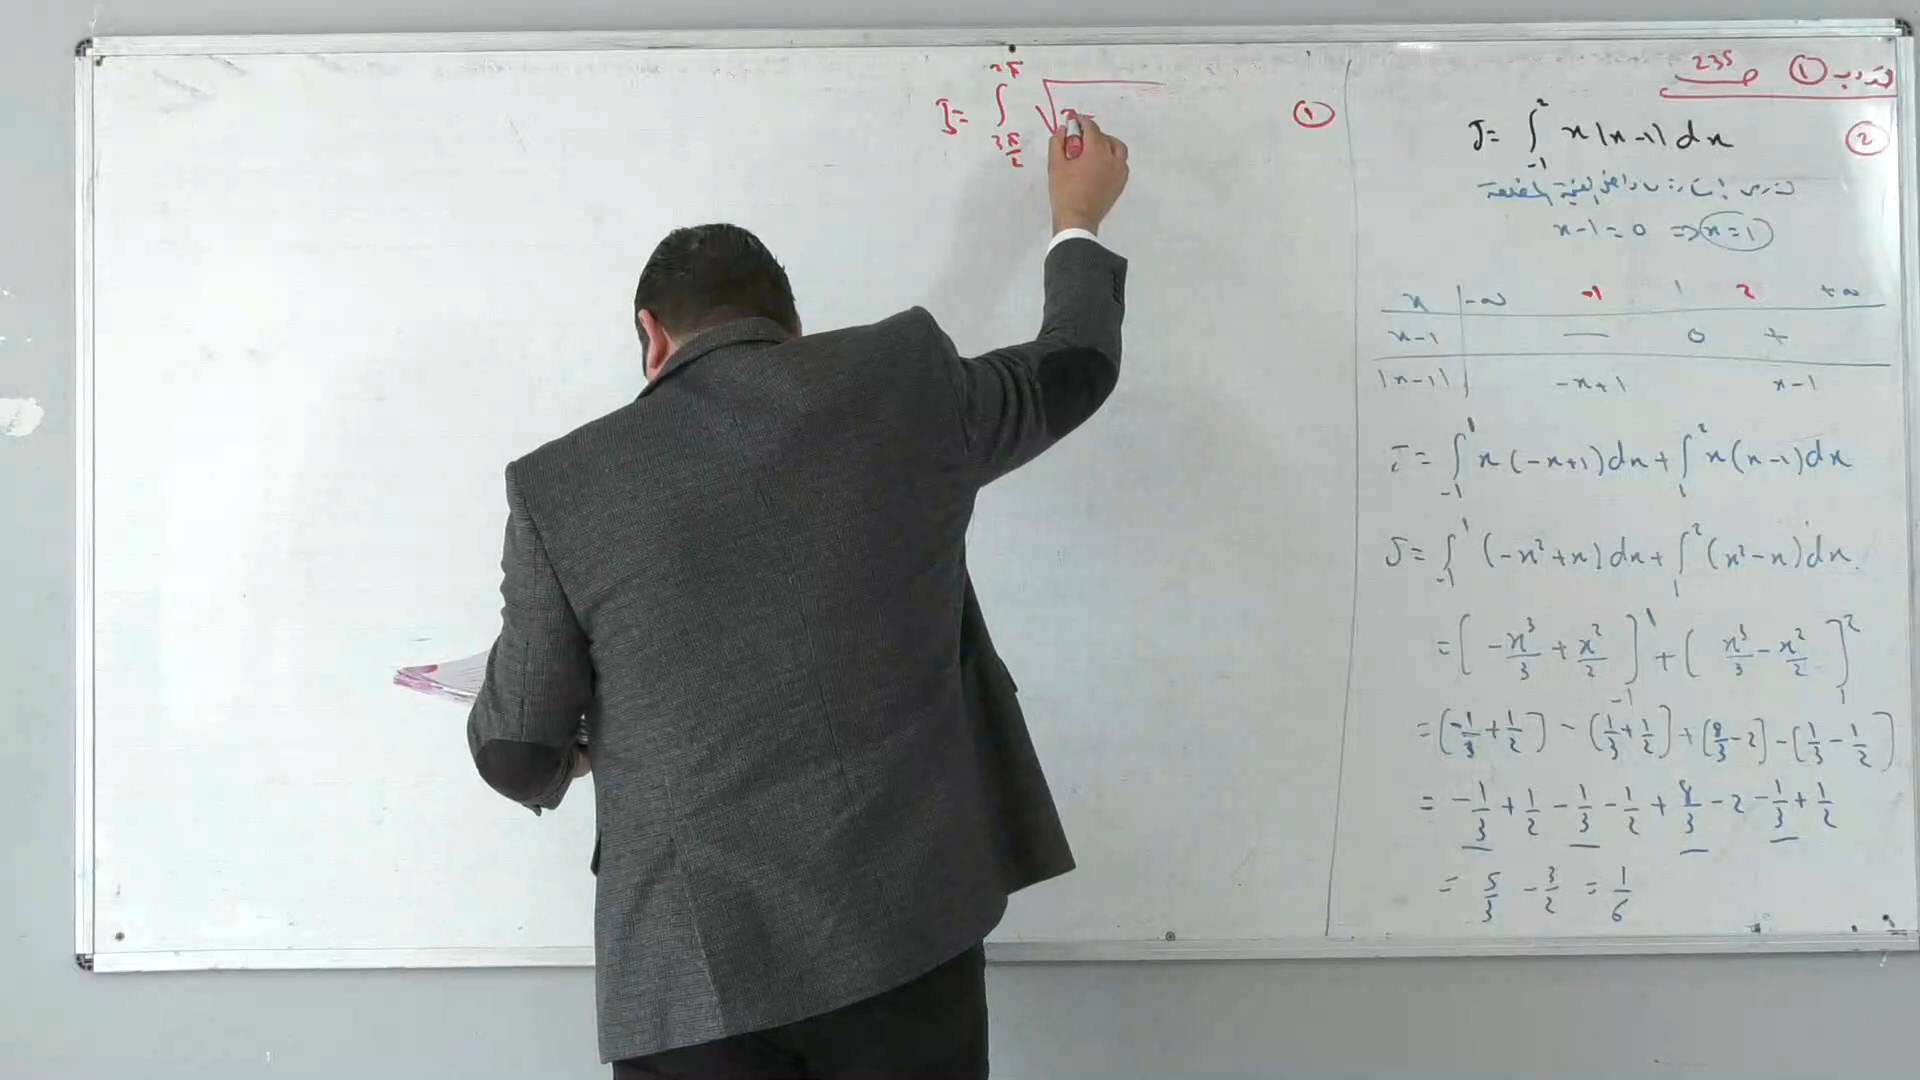 التدريب ① ص 235
② J = ∫_{-1}^{2} x|x-1| dx
x-1=0 ⇒ x=1
x | -∞ -1 1 2 +∞
x-1 | − 0 +
|x-1| | -x+1 x-1
J = ∫_{-1}^{1} x(-x+1)dx + ∫_{1}^{2} x(x-1)dx
J = ∫_{-1}^{1} (-x²+x)dx + ∫_{1}^{2} (x²-x)dx
= [-x³/3 + x²/2]_{-1}^{1} + [x³/3 - x²/2]_{1}^{2}
= (-1/3 + 1/2) - (1/3 + 1/2) + (8/3 - 2) - (1/3 - 1/2)
= -1/3 + 1/2 - 1/3 - 1/2 + 8/3 - 2 - 1/3 + 1/2
= 5/3 - 3/2 = 1/6
① I = ∫_{3π/2}^{2π} √